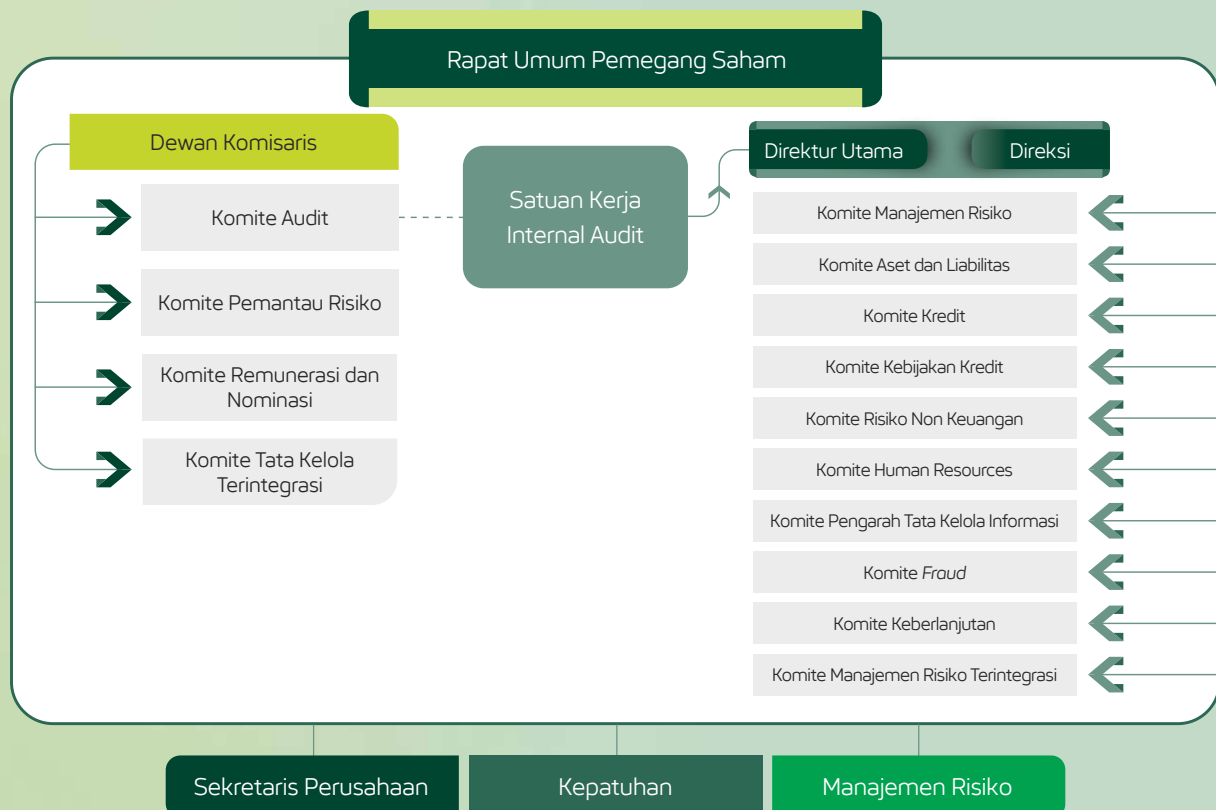 Rapat Umum Pemegang Saham
Dewan Komisaris
Komite Audit
Komite Pemantau Risiko
Komite Remunerasi dan
Nominasi
Komite Tata Kelola
Terintegrasi
Satuan Kerja
Internal Audit
Direktur Utama
Direksi
Komite Manajemen Risiko
Komite Aset dan Liabilitas
Komite Kredit
Komite Kebijakan Kredit
Komite Risiko Non Keuangan
Komite Human Resources
Komite Pengarah Tata Kelola Informasi
Komite Fraud
Komite Keberlanjutan
Komite Manajemen Risiko Terintegrasi
Sekretaris Perusahaan
Kepatuhan
Manajemen Risiko